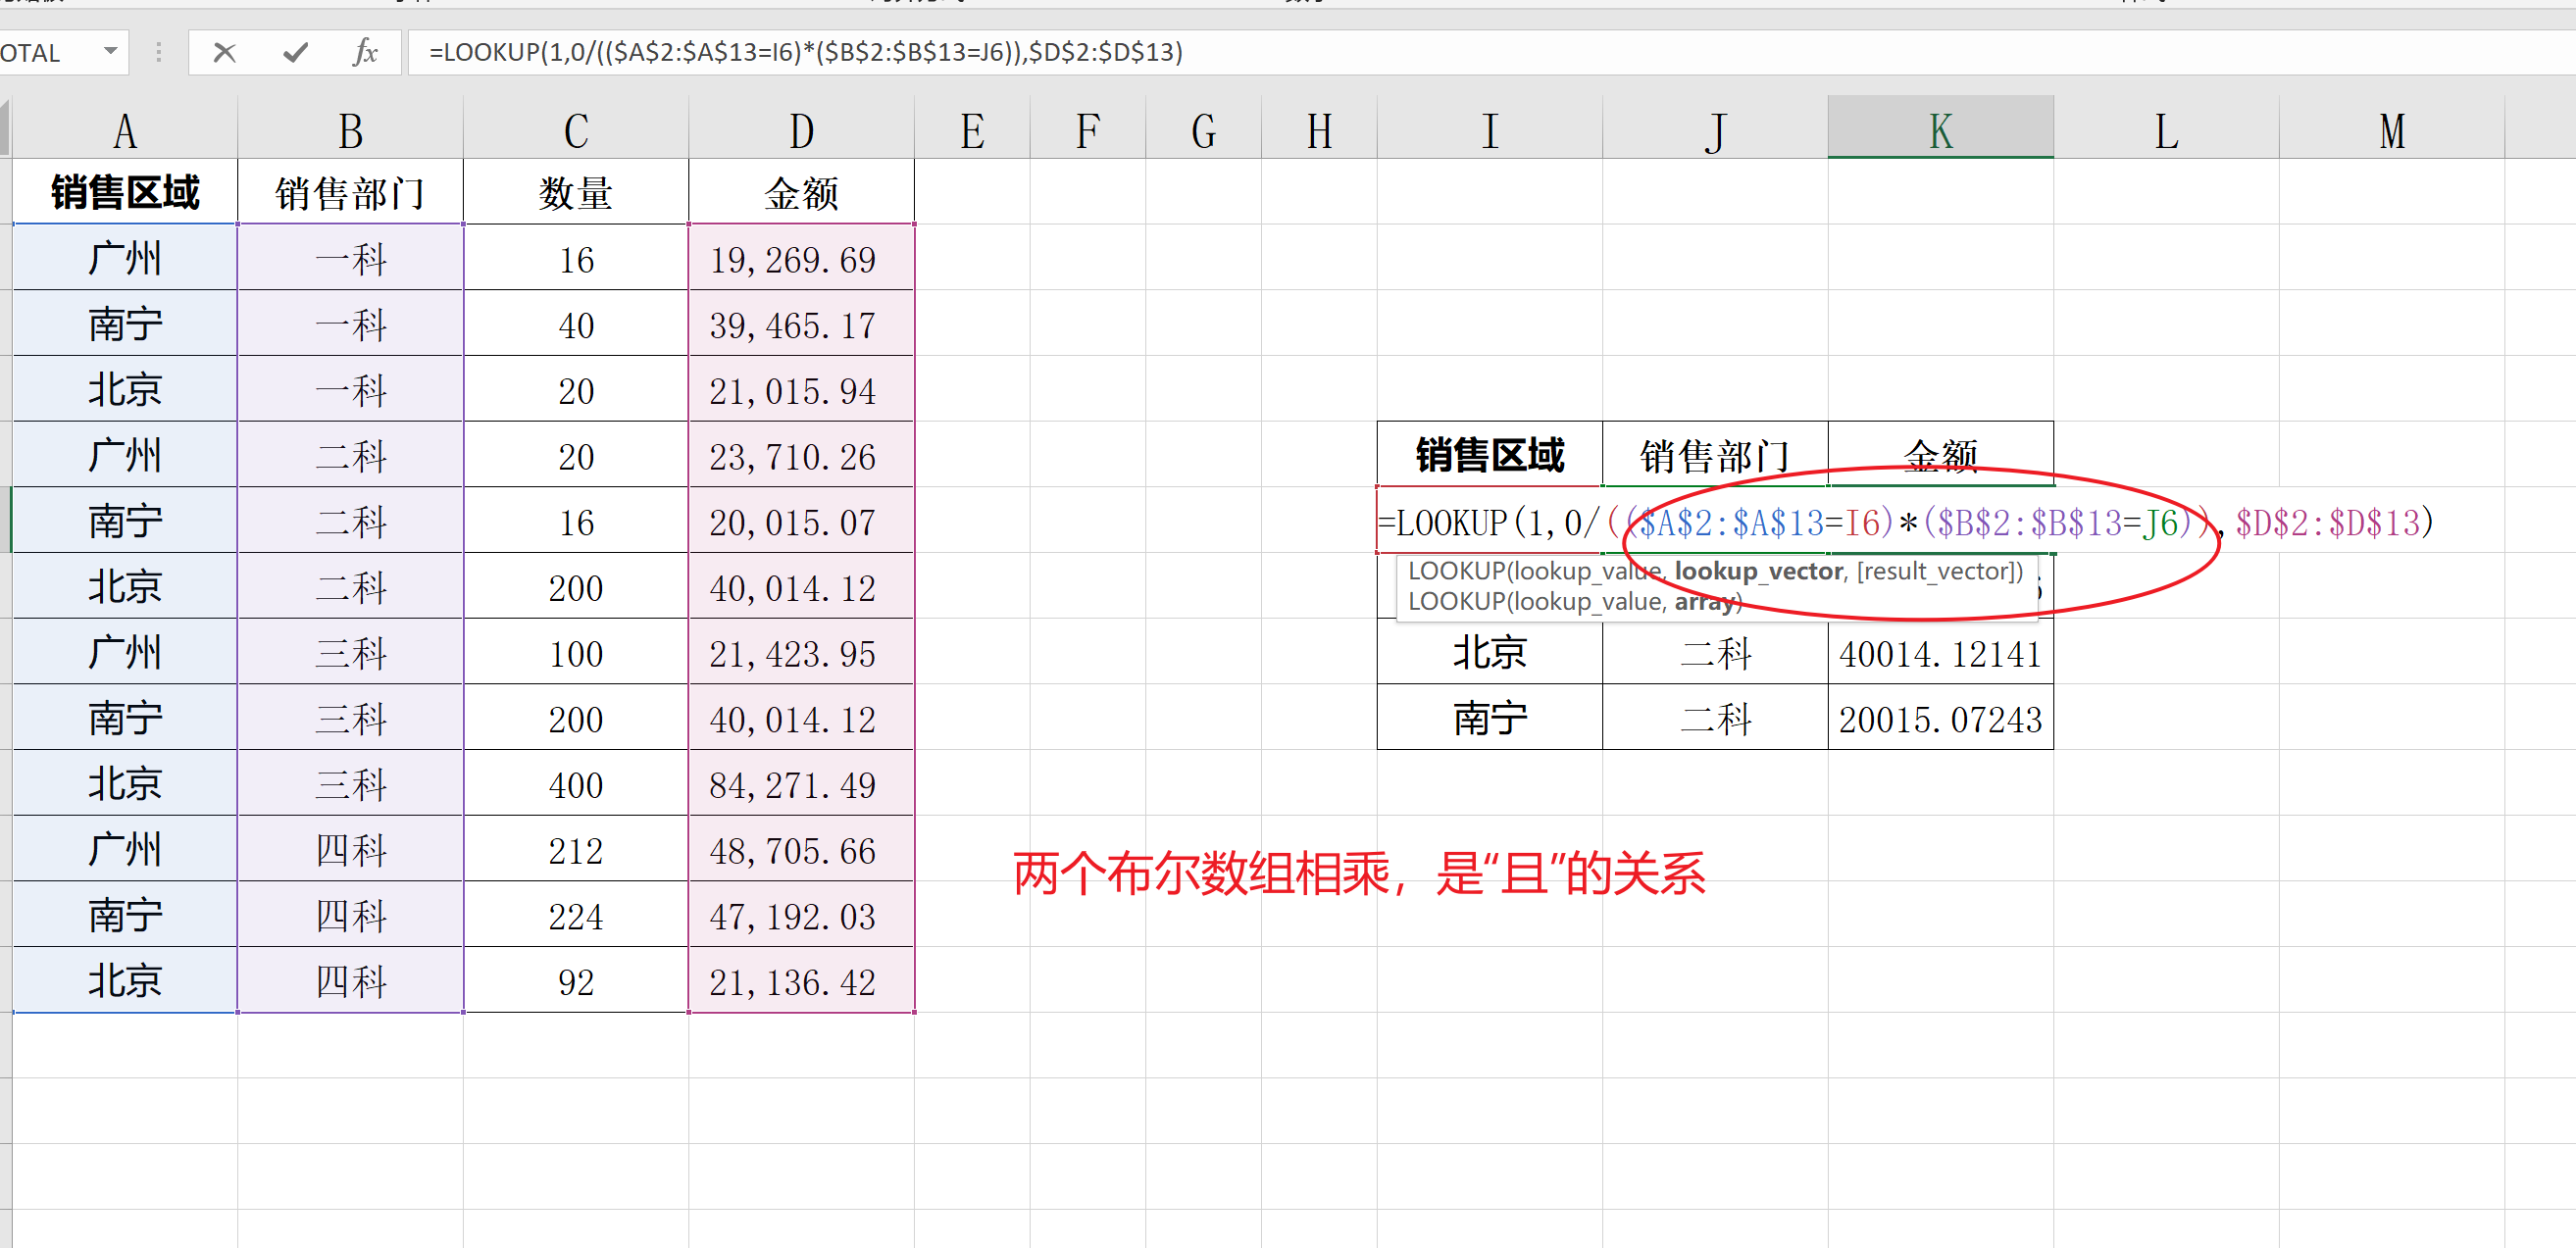 OTAL fx =LOOKUP(1,0/(($A$2:$A$13=I6)*($B$2:$B$13=J6)),$D$2:$D$13)
A B C D E F G H I J K L M
销售区域 销售部门 数量 金额
广州 一科 16 19,269.69
南宁 一科 40 39,465.17
北京 一科 20 21,015.94
广州 二科 20 23,710.26 销售区域 销售部门 金额
南宁 二科 16 20,015.07 =LOOKUP(1,0/(($A$2:$A$13=I6)*($B$2:$B$13=J6)),$D$2:$D$13)
LOOKUP(lookup_value, lookup_vector, [result_vector])
北京 二科 200 40,014.12
LOOKUP(lookup_value, array)
广州 三科 100 21,423.95 北京 二科 40014.12141
南宁 三科 200 40,014.12 南宁 二科 20015.07243
北京 三科 400 84,271.49
广州 四科 212 48,705.66
两个布尔数组相乘，是“且”的关系
南宁 四科 224 47,192.03
北京 四科 92 21,136.42